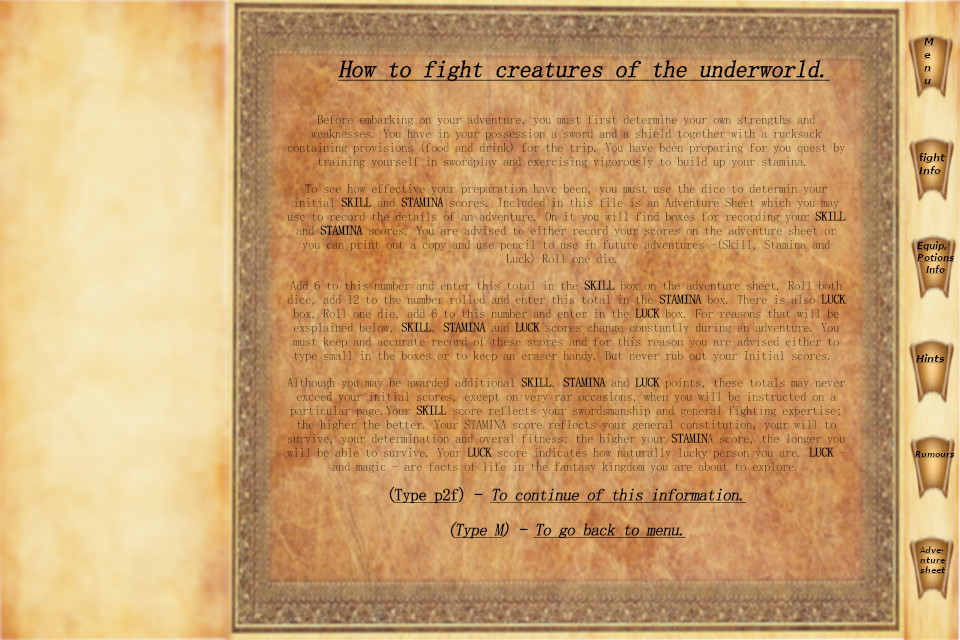 How to fight creatures of the underworld.
Before embarking on your adventure, you must first determine your own strengths and
weaknesses. You have in your possession a sword and a shield together with a rucksack
containing provisions (food and drink) for the trip. You have been preparing for you quest by
training yourself in swordplay and exercising vigorously to build up your stamina.
To see how effective your preparation have been, you must use the dice to determin your
initial SKILL and STAMINA scores. Included in this file is an Adventure Sheet which you may
use to record the details of an adventure. On it you will find boxes for recording your SKILL
and STAMINA scores. You are advised to either record your scores on the adventure sheet or
you can print out a copy and use pencil to use in future adventures -(Skill, Stamina and
Luck) Roll one die.
Add 6 to this number and enter this total in the SKILL box on the adventure sheet. Roll both
dice, add 12 to the number rolled and enter this total in the STAMINA box. There is also LUCK
box. Roll one die, add 6 to this number and enter in the LUCK box. For reasons that will be
exsplained below, SKILL, STAMINA and LUCK scores change constantly during an adventure. You
must keep and accurate record of these scores and for this reason you are advised either to
type small in the boxes or to keep an eraser handy. But never rub out your Initial scores.
Although you may be awarded additional SKILL, STAMINA and LUCK points, these totals may never
exceed your initial scores, except on very rar occasions, when you will be instructed on a
particular page.Your SKILL score reflects your swordsmanship and general fighting expertise;
the higher the better. Your STAMINA score reflects your general constitution, your will to
survive, your determination and overal fitness; the higher your STAMINA score, the longer you
will be able to survive. Your LUCK score indicates how naturally lucky person you are. LUCK -
and magic - are facts of life in the fantasy kingdom you are about to explore.
(Type p2f) - To continue of this information.
(Type M) - To go back to menu.
M
e
n
u
fight
Info
Equip,
Potions
Info
Hints
Rumours
Adve-
nture
sheet